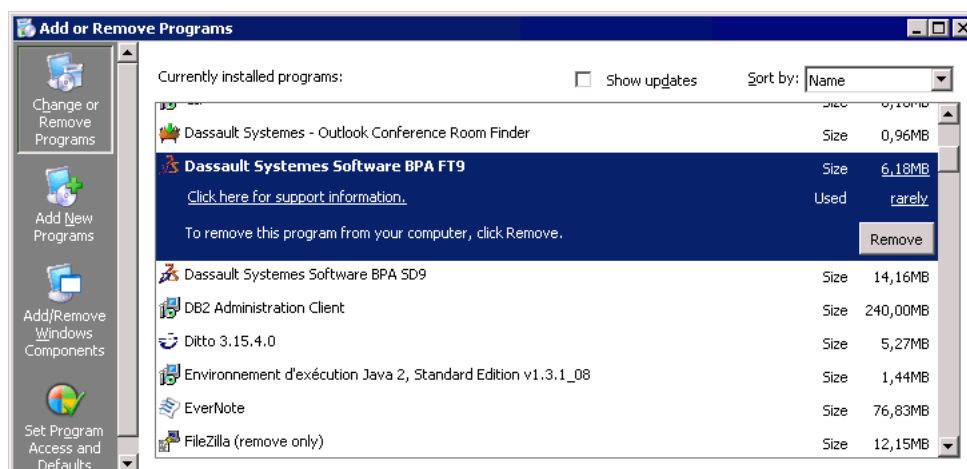 Add or Remove Programs
Change or
Remove
Programs
Add New
Programs
Add/Remove
Windows
Components
Set Program
Access and
Defaults
Currently installed programs:
Show updates
Sort by: Name
Size
Dassault Systemes - Outlook Conference Room Finder Size 0,96MB
Dassault Systemes Software BPA FT9 Size 6,18MB
Click here for support information. Used rarely
To remove this program from your computer, click Remove. Remove
Dassault Systemes Software BPA SD9 Size 14,16MB
DB2 Administration Client Size 240,00MB
Ditto 3.15.4.0 Size 5,27MB
Environnement d'exécution Java 2, Standard Edition v1.3.1_08 Size 1,44MB
EverNote Size 76,83MB
FileZilla (remove only) Size 12,15MB